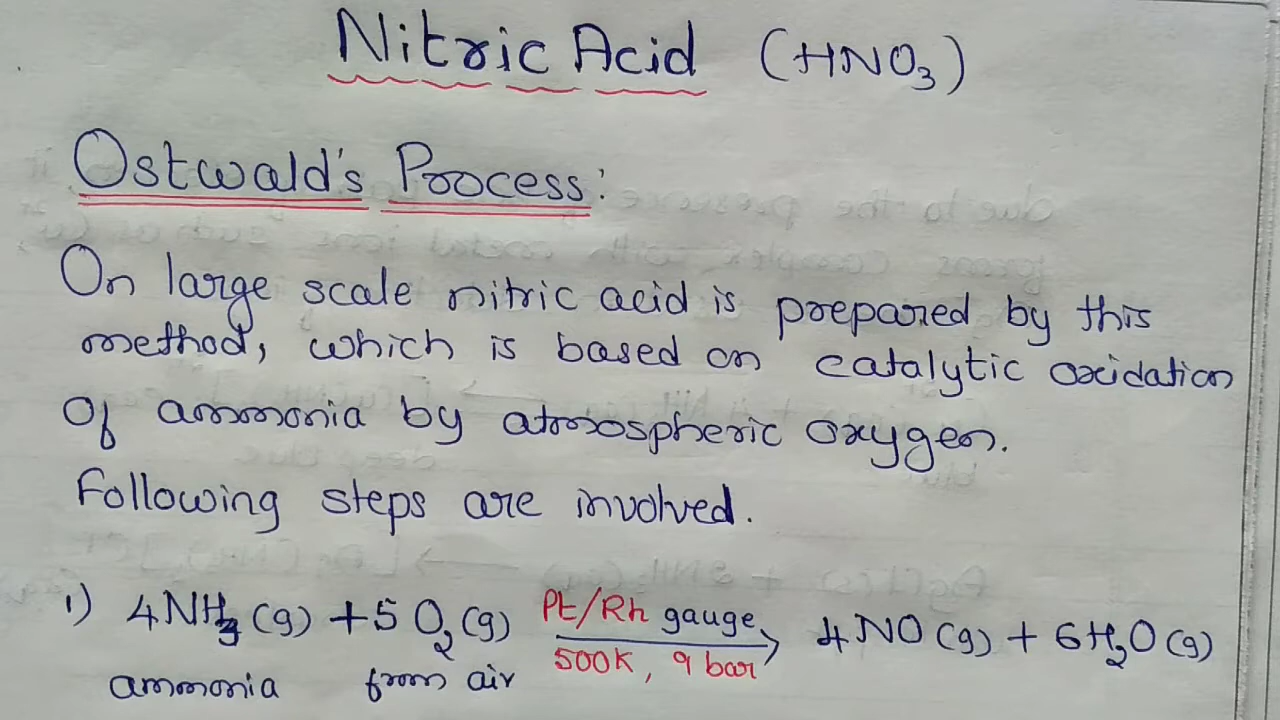 Nitric Acid (HNO₃)
Ostwald's Process:
On large scale nitric acid is prepared by this
method, which is based on catalytic oxidation
of ammonia by atmospheric oxygen.
Following steps are involved.
1) 4NH₃(g) + 5O₂(g) Pt/Rh gauge 500K, 9 bar → 4NO(g) + 6H₂O(g)
ammonia from air